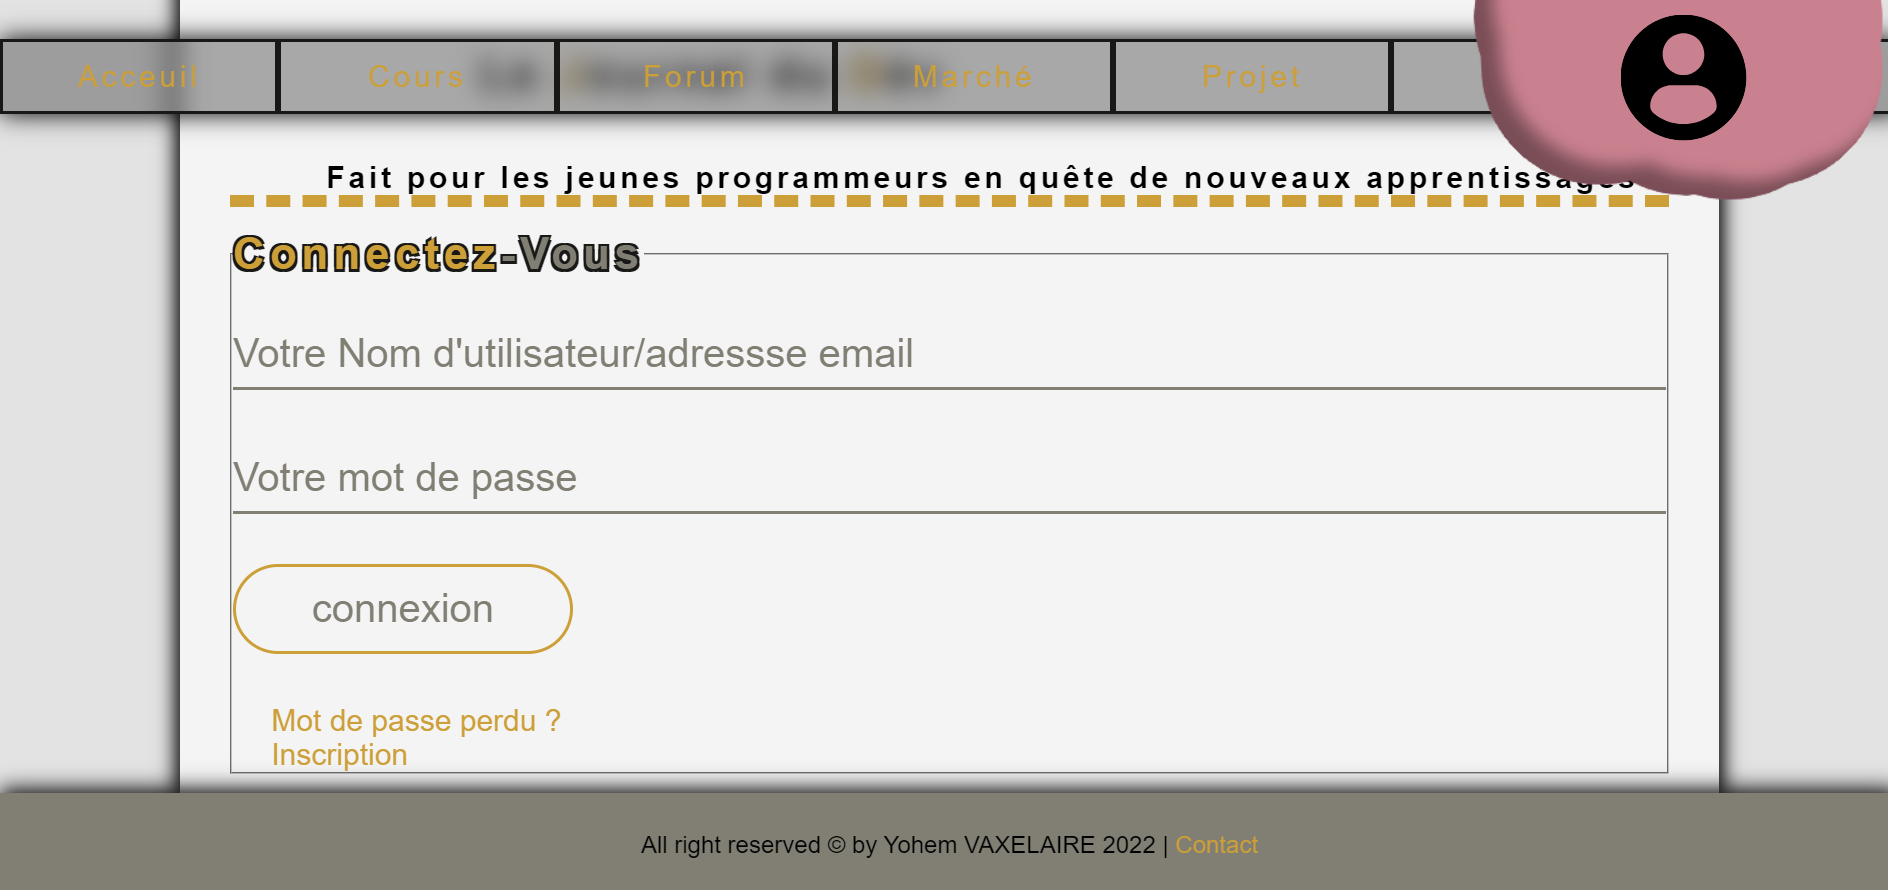 Acceuil Cours Forum Marché Projet
Fait pour les jeunes programmeurs en quête de nouveaux apprentissages
Connectez-Vous
Votre Nom d'utilisateur/adressse email
Votre mot de passe
connexion
Mot de passe perdu ?
Inscription
All right reserved © by Yohem VAXELAIRE 2022 | Contact